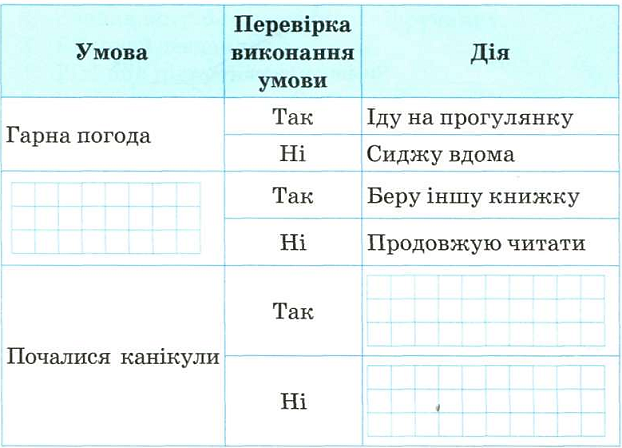 Умова
Перевірка
виконання
умови
Дія
Гарна погода
Так
Іду на прогулянку
Ні
Сиджу вдома
Так
Беру іншу книжку
Ні
Продовжую читати
Почалися канікули
Так
Ні